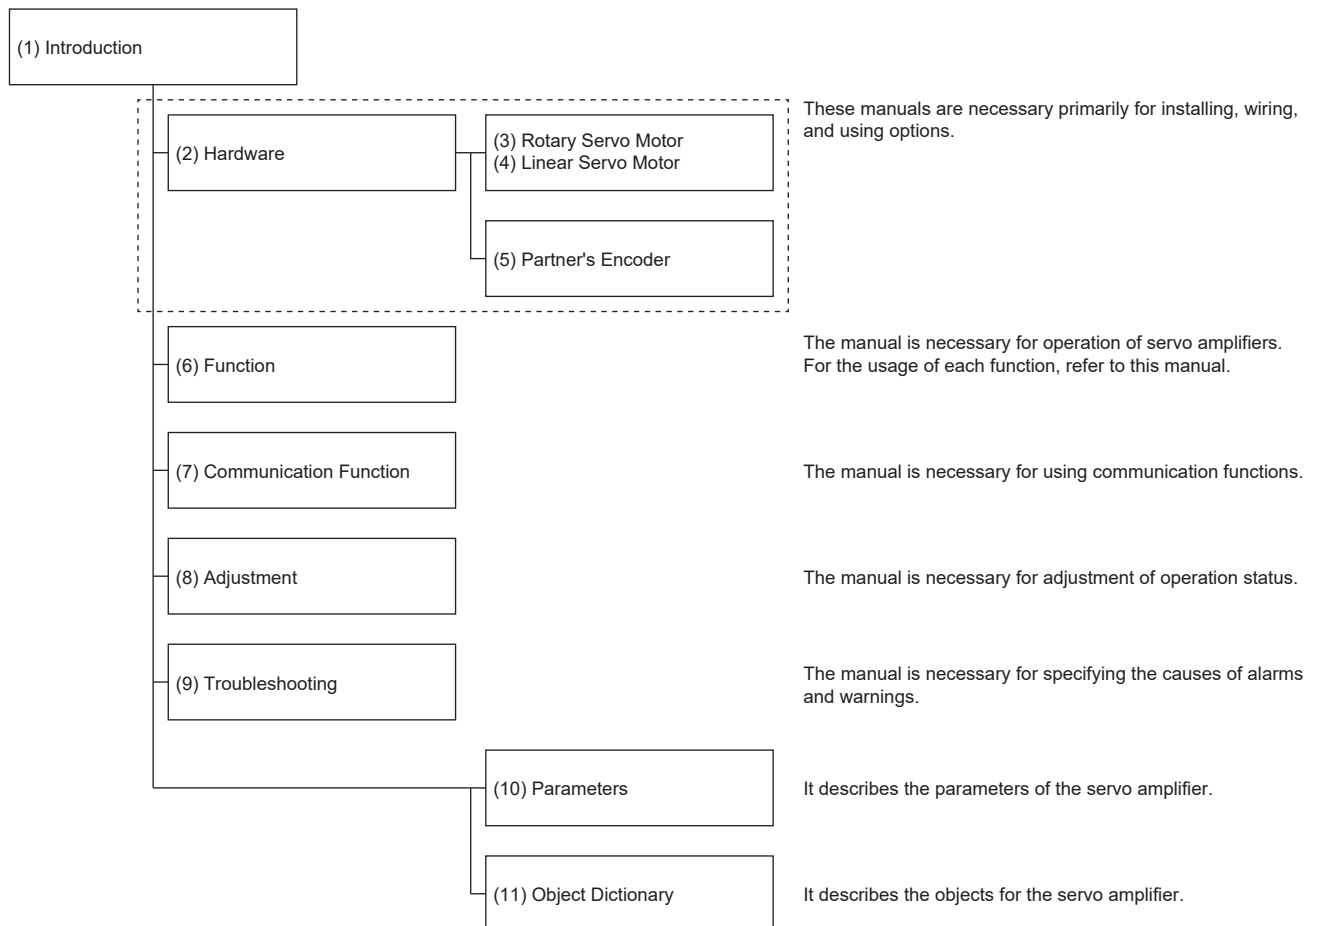 (1) Introduction
These manuals are necessary primarily for installing, wiring,
and using options.
(2) Hardware
(3) Rotary Servo Motor
(4) Linear Servo Motor
(5) Partner's Encoder
(6) Function
The manual is necessary for operation of servo amplifiers.
For the usage of each function, refer to this manual.
(7) Communication Function
The manual is necessary for using communication functions.
(8) Adjustment
The manual is necessary for adjustment of operation status.
(9) Troubleshooting
The manual is necessary for specifying the causes of alarms
and warnings.
(10) Parameters
It describes the parameters of the servo amplifier.
(11) Object Dictionary
It describes the objects for the servo amplifier.